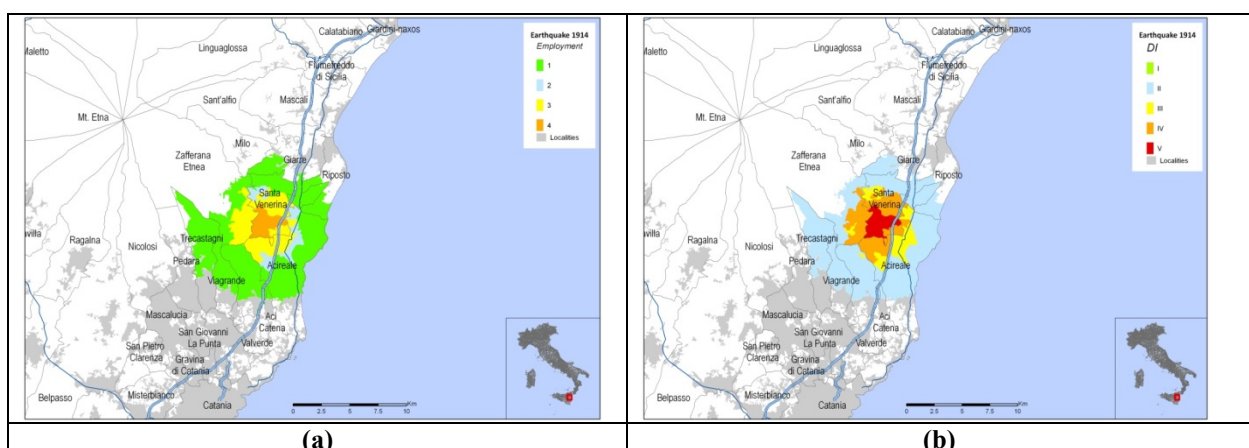 Calatabiano
Giardini-naxos
Maletto
Linguaglossa
Fiumefreddo
di Sicilia
Sant'alfio
Mascali
Mt. Etna
Milo
Zafferana
Etnea
Giarre
Riposto
Santa
Venerina
Ragalna
Nicolosi
Trecastagni
Pedara
Acireale
Viagrande
Mascalucia
Aci
Catena
San Giovanni
La Punta
Valverde
San Pietro
Clarenza
Gravina
di Catania
Belpasso
Misterbianco
Catania
Earthquake 1914
Employment
1
2
3
4
Localities
0 2.5 5 7.5 10 Km
(a)
Calatabiano
Giardini-naxos
Maletto
Linguaglossa
Fiumefreddo
di Sicilia
Sant'alfio
Mascali
Mt. Etna
Milo
Zafferana
Etnea
Giarre
Riposto
Santa
Venerina
Ragalna
Nicolosi
Trecastagni
Pedara
Acireale
Viagrande
Mascalucia
Aci
Catena
San Giovanni
La Punta
Valverde
San Pietro
Clarenza
Gravina
di Catania
Belpasso
Misterbianco
Catania
Earthquake 1914
DI
I
II
III
IV
V
Localities
0 2.5 5 7.5 10 Km
(b)